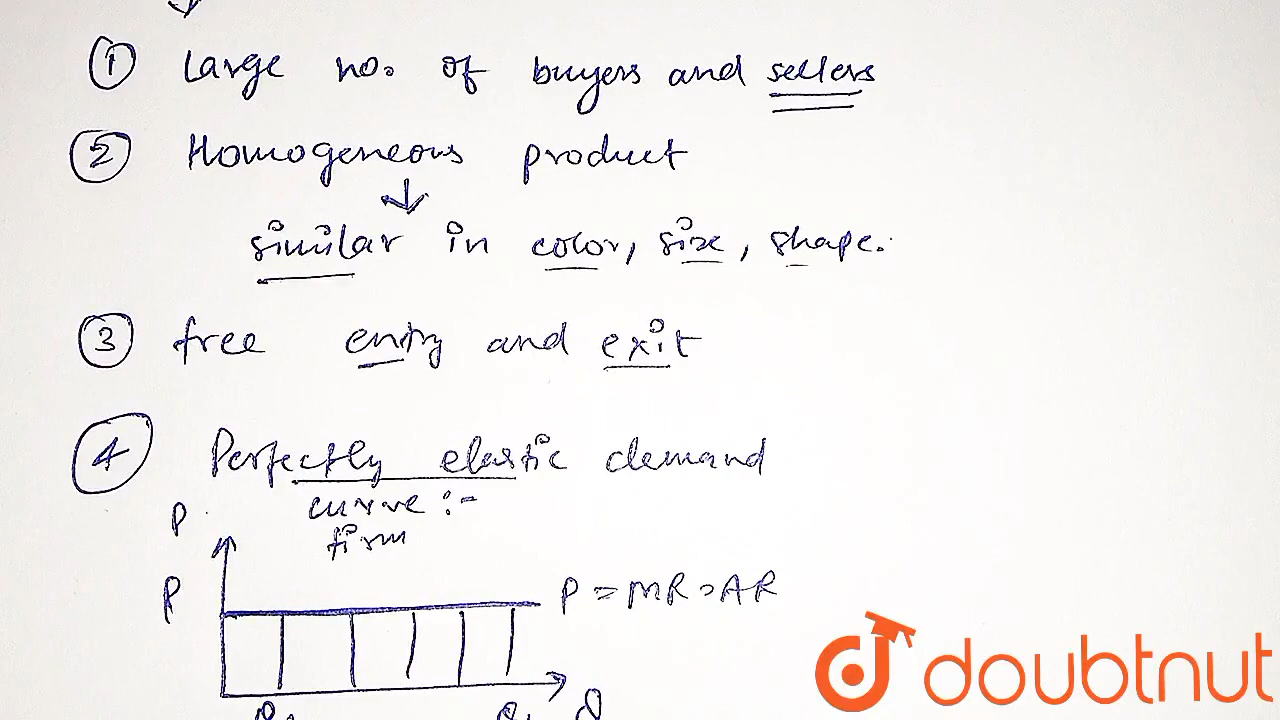 ① Large no. of buyers and sellers
② Homogeneous product
similar in color, size, shape.
③ free entry and exit
④ Perfectly elastic demand
curve :-
firm
P
P
P = MR = AR
Q
doubtnut